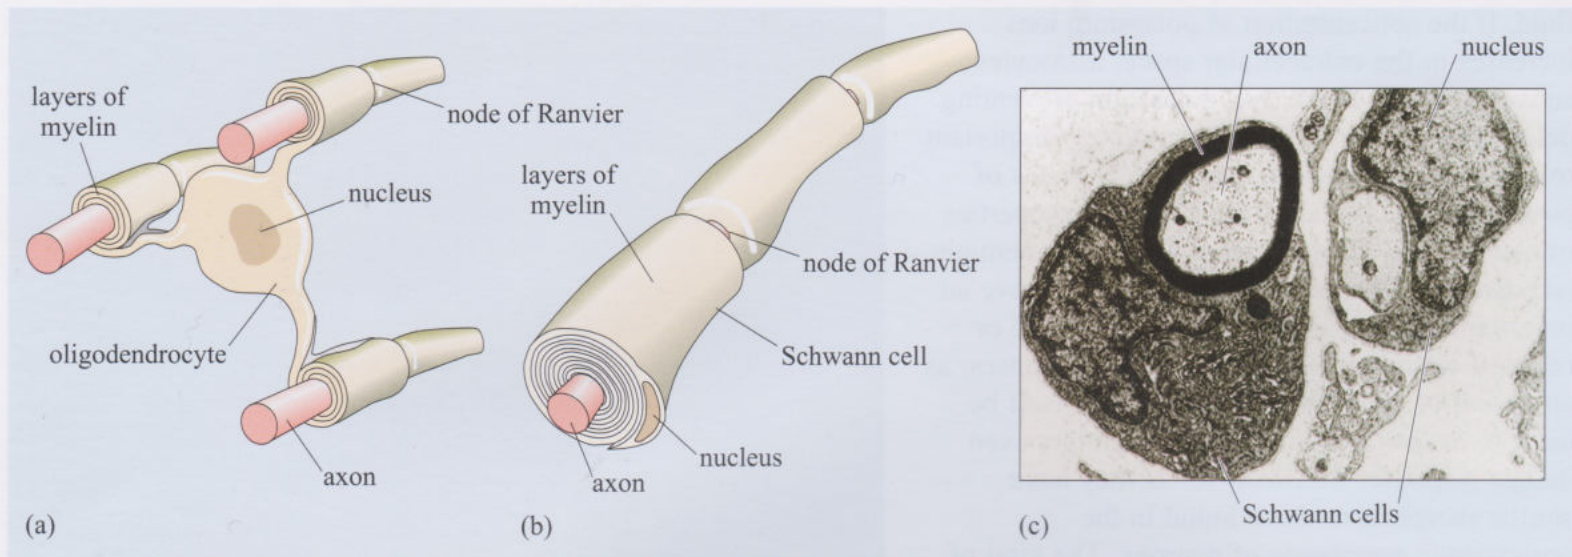 layers of
myelin
node of Ranvier
nucleus
oligodendrocyte
axon
(a)
layers of
myelin
node of Ranvier
Schwann cell
nucleus
axon
(b)
myelin
axon
nucleus
Schwann cells
(c)